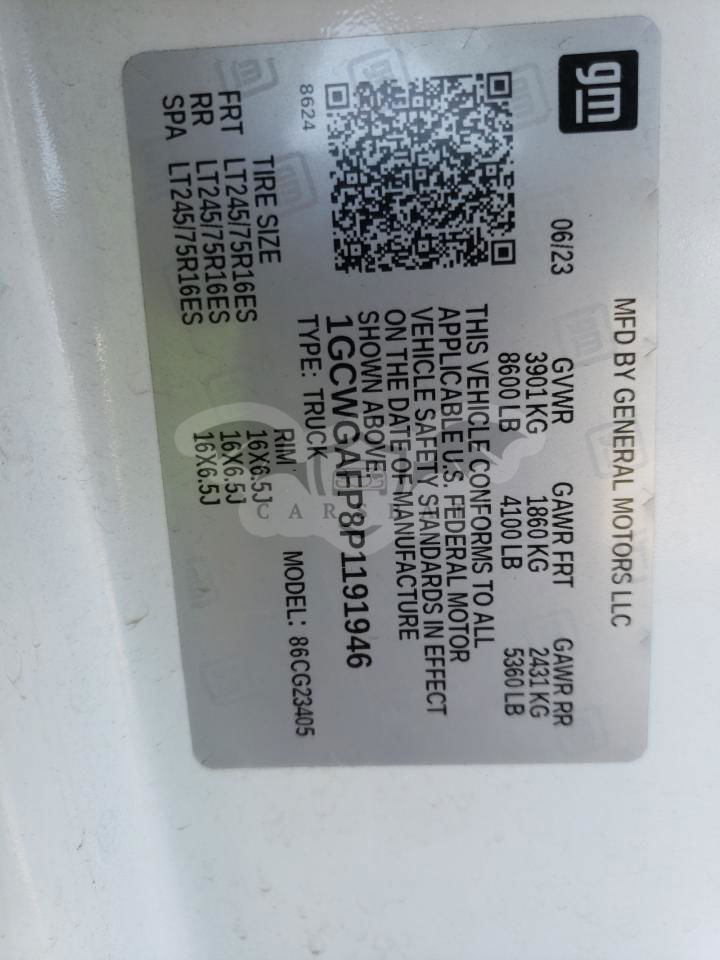 gm
MFD BY GENERAL MOTORS LLC
06/23
GVWR GAWR FRT GAWR RR
3901 KG 1860 KG 2431 KG
8600 LB 4100 LB 5360 LB
THIS VEHICLE CONFORMS TO ALL
APPLICABLE U.S. FEDERAL MOTOR
VEHICLE SAFETY STANDARDS IN EFFECT
ON THE DATE OF MANUFACTURE
SHOWN ABOVE.
1GCWGAFP8P1191946
8624
TYPE: TRUCK MODEL: 86CG23405
TIRE SIZE RIM
FRT LT245/75R16ES 16X6.5J
RR LT245/75R16ES 16X6.5J
SPA LT245/75R16ES 16X6.5J